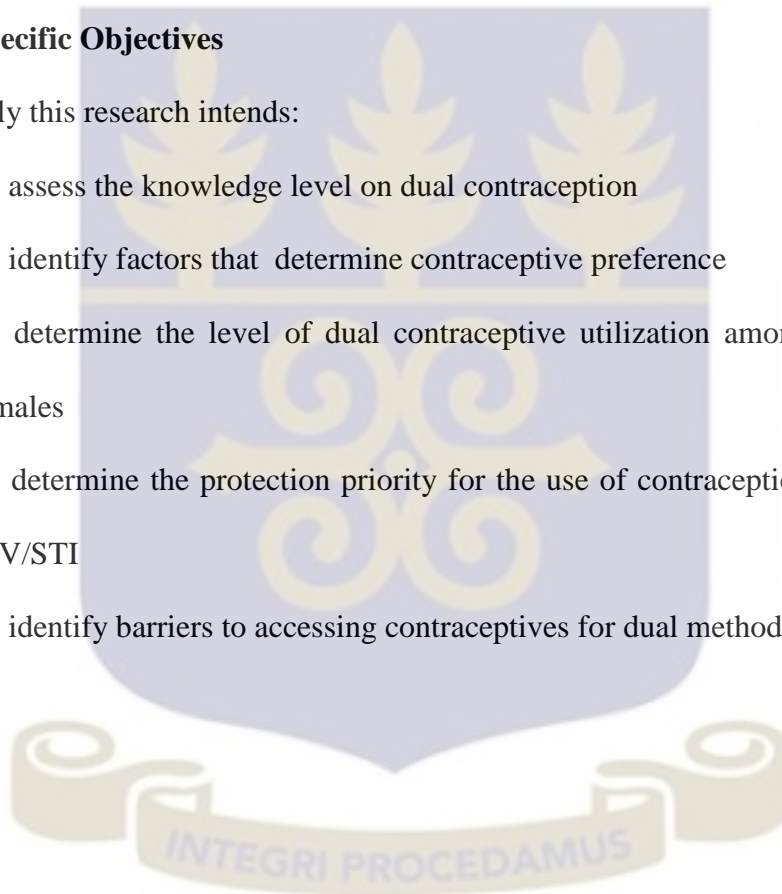 ecific Objectives
ly this research intends:
assess the knowledge level on dual contraception
identify factors that determine contraceptive preference
determine the level of dual contraceptive utilization amon
males
determine the protection priority for the use of contraceptio
V/STI
identify barriers to accessing contraceptives for dual method
INTEGRI PROCEDAMUS